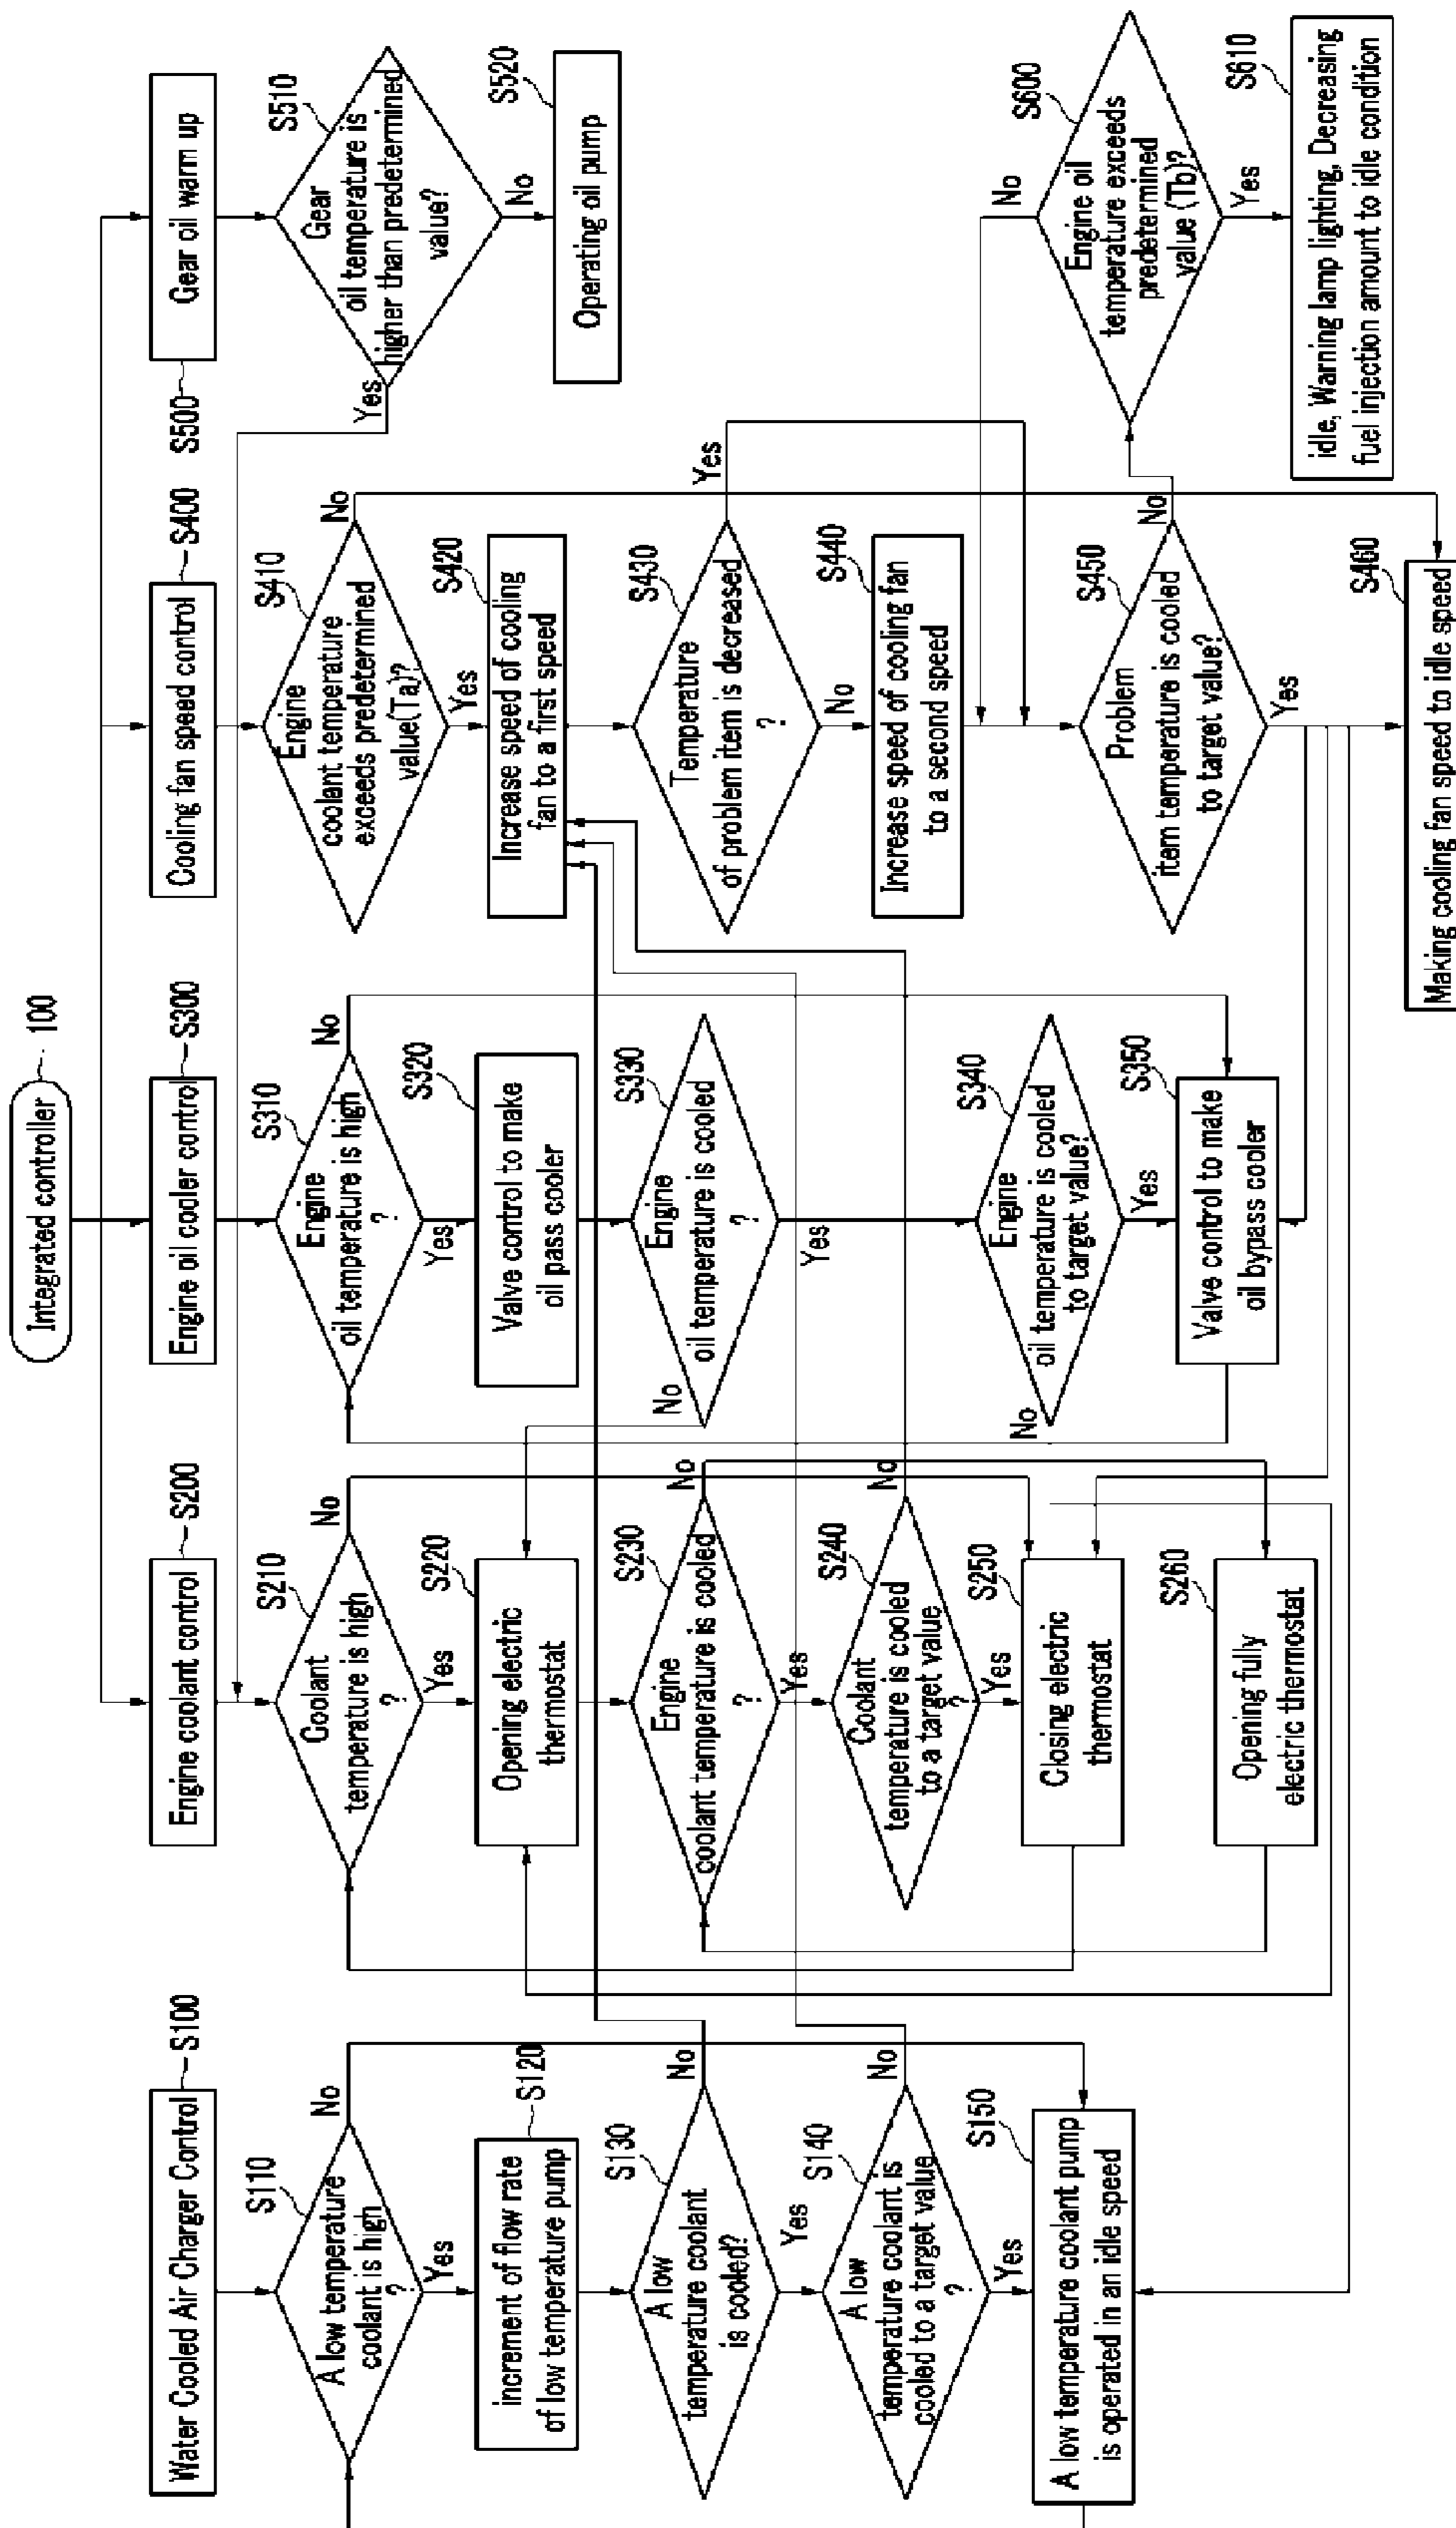 Integrated controller
100
Water Cooled Air Charger Control
S100
A low temperature
coolant is high
?
S110
Yes
No
increment of flow rate
of low temperature pump
S120
A low
temperature coolant
is cooled?
S130
Yes
No
A low
temperature coolant is
cooled to a target value
?
S140
Yes
No
A low temperature coolant pump
is operated in an idle speed
S150
Engine coolant control
S200
Coolant
temperature is high
?
S210
Yes
No
Opening electric
thermostat
S220
Engine
coolant temperature is cooled
?
S230
Yes
No
Coolant
temperature is cooled
to a target value
?
S240
Yes
No
Closing electric
thermostat
S250
Opening fully
electric thermostat
S260
Engine oil cooler control
S300
Engine
oil temperature is high
?
S310
Yes
No
Valve control to make
oil pass cooler
S320
Engine
oil temperature is cooled
?
S330
No
Yes
Engine
oil temperature is cooled
to target value?
S340
No
Yes
Valve control to make
oil bypass cooler
S350
Cooling fan speed control
S400
Engine
coolant temperature
exceeds predetermined
value(Ta)?
S410
Yes
No
Increase speed of cooling
fan to a first speed
S420
Temperature
of problem item is decreased
?
S430
Yes
No
Increase speed of cooling fan
to a second speed
S440
Problem
item temperature is cooled
to target value?
S450
No
Yes
Making cooling fan speed to idle speed
S460
Gear oil warm up
S500
Gear
oil temperature is
higher than predetermined
value?
S510
Yes
No
Operating oil pump
S520
Engine oil
temperature exceeds
predetermined
value (Tb)?
S600
No
Yes
idle, Warning lamp lighting, Decreasing
fuel injection amount to idle condition
S610